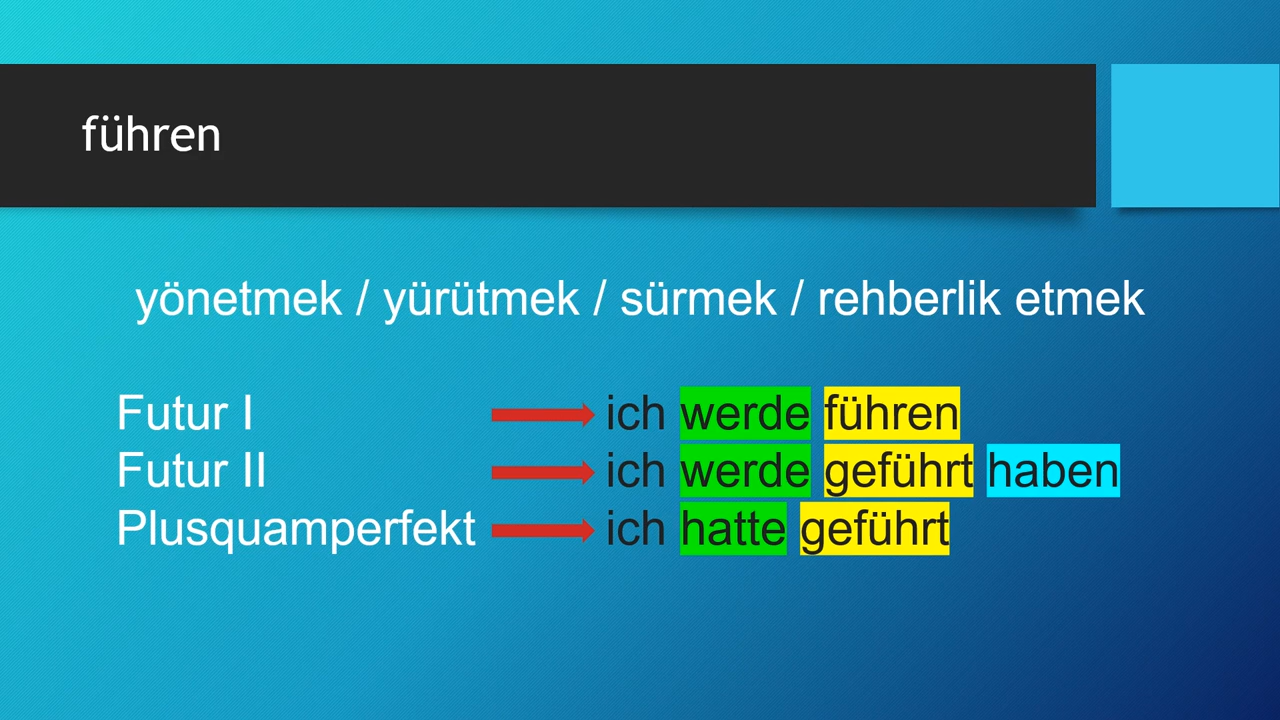 führen
yönetmek / yürütmek / sürmek / rehberlik etmek
Futur I ich werde führen
Futur II ich werde geführt haben
Plusquamperfekt ich hatte geführt